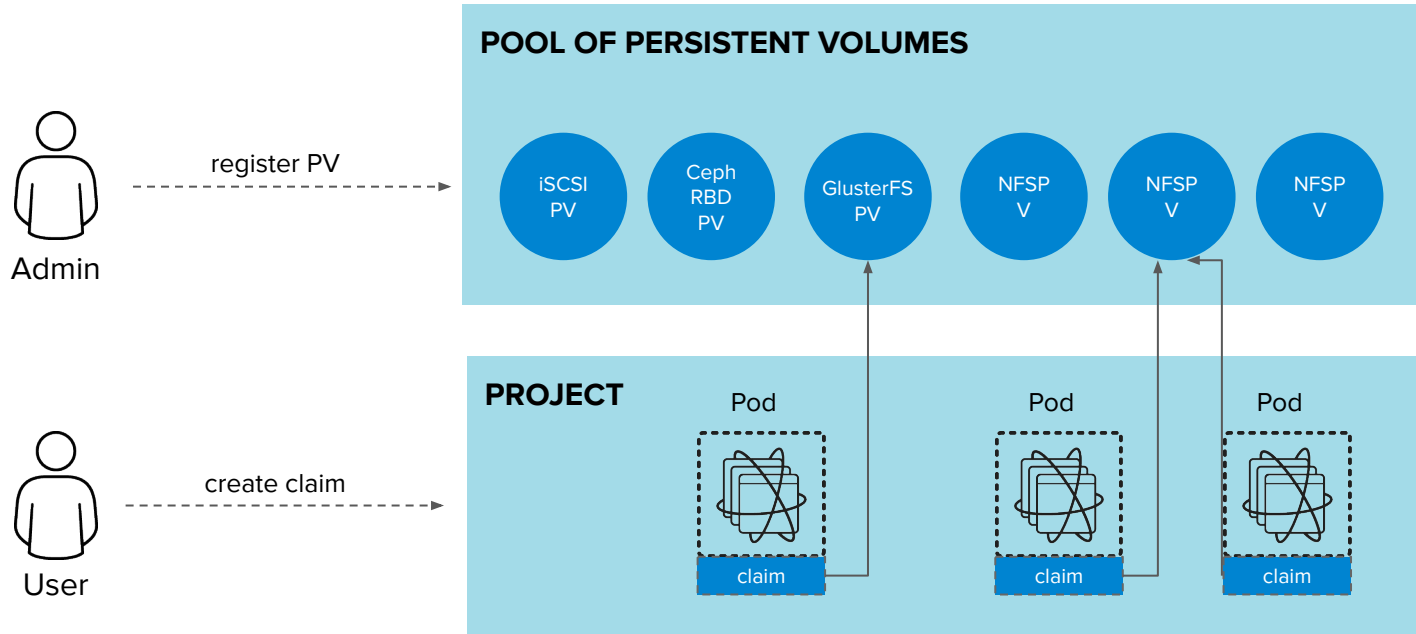 POOL OF PERSISTENT VOLUMES
register PV
iSCSI
PV
Ceph
RBD
PV
GlusterFS
PV
NFSP
V
NFSP
V
NFSP
V
Admin
PROJECT
Pod
Pod
Pod
create claim
claim
claim
claim
User